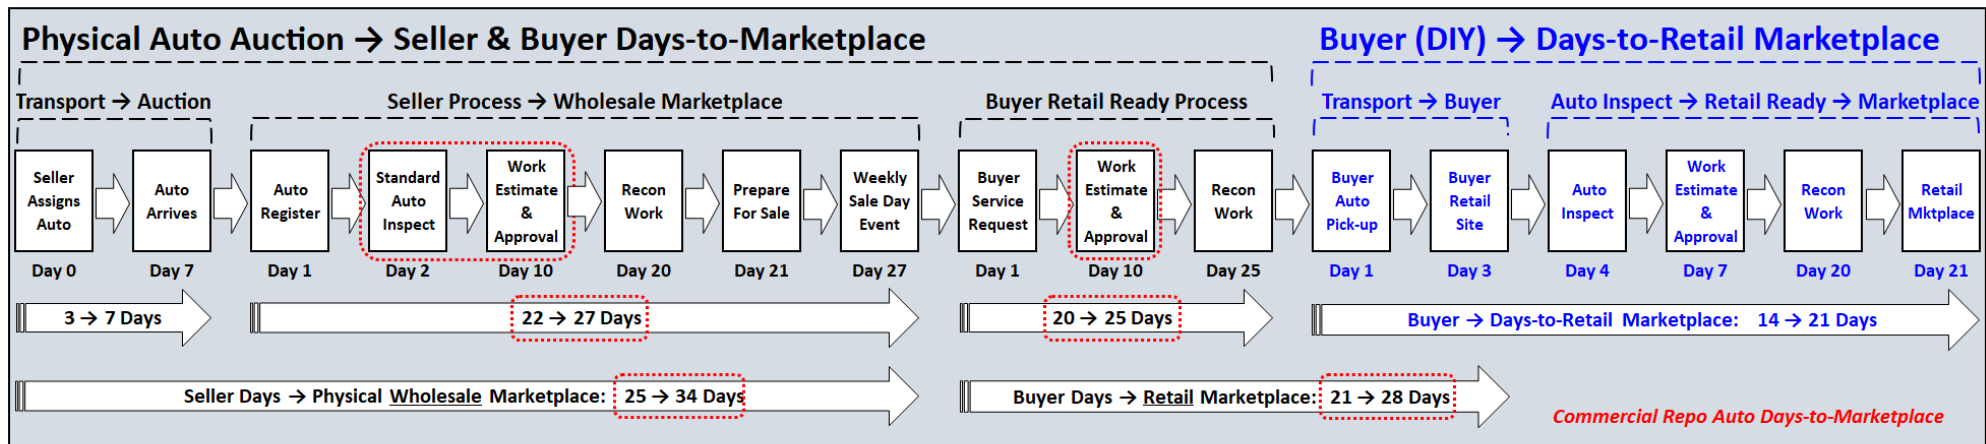 Physical Auto Auction → Seller & Buyer Days-to-Marketplace
Buyer (DIY) → Days-to-Retail Marketplace
Transport → Auction
Seller Process → Wholesale Marketplace
Buyer Retail Ready Process
Transport → Buyer
Auto Inspect → Retail Ready → Marketplace
Seller
Assigns
Auto
Day 0
Auto
Arrives
Day 7
Auto
Register
Day 1
Standard
Auto
Inspect
Day 2
Work
Estimate
&
Approval
Day 10
Recon
Work
Day 20
Prepare
For Sale
Day 21
Weekly
Sale Day
Event
Day 27
Buyer
Service
Request
Day 1
Work
Estimate
&
Approval
Day 10
Recon
Work
Day 25
Buyer
Auto
Pick-up
Day 1
Buyer
Retail
Site
Day 3
Auto
Inspect
Day 4
Work
Estimate
&
Approval
Day 7
Recon
Work
Day 20
Retail
Mktplace
Day 21
3 → 7 Days
22 → 27 Days
20 → 25 Days
Buyer → Days-to-Retail Marketplace: 14 → 21 Days
Seller Days → Physical Wholesale Marketplace: 25 → 34 Days
Buyer Days → Retail Marketplace: 21 → 28 Days
Commercial Repo Auto Days-to-Marketplace